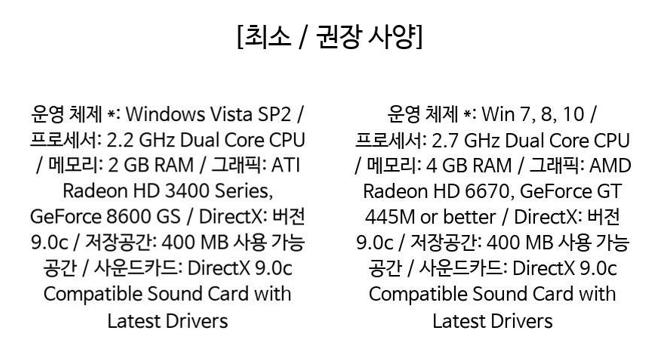 [최소 / 권장 사양]
운영 체제 *: Windows Vista SP2 /
프로세서: 2.2 GHz Dual Core CPU
/ 메모리: 2 GB RAM / 그래픽: ATI
Radeon HD 3400 Series,
GeForce 8600 GS / DirectX: 버전
9.0c / 저장공간: 400 MB 사용 가능
공간 / 사운드카드: DirectX 9.0c
Compatible Sound Card with
Latest Drivers
운영 체제 *: Win 7, 8, 10 /
프로세서: 2.7 GHz Dual Core CPU
/ 메모리: 4 GB RAM / 그래픽: AMD
Radeon HD 6670, GeForce GT
445M or better / DirectX: 버전
9.0c / 저장공간: 400 MB 사용 가능
공간 / 사운드카드: DirectX 9.0c
Compatible Sound Card with
Latest Drivers